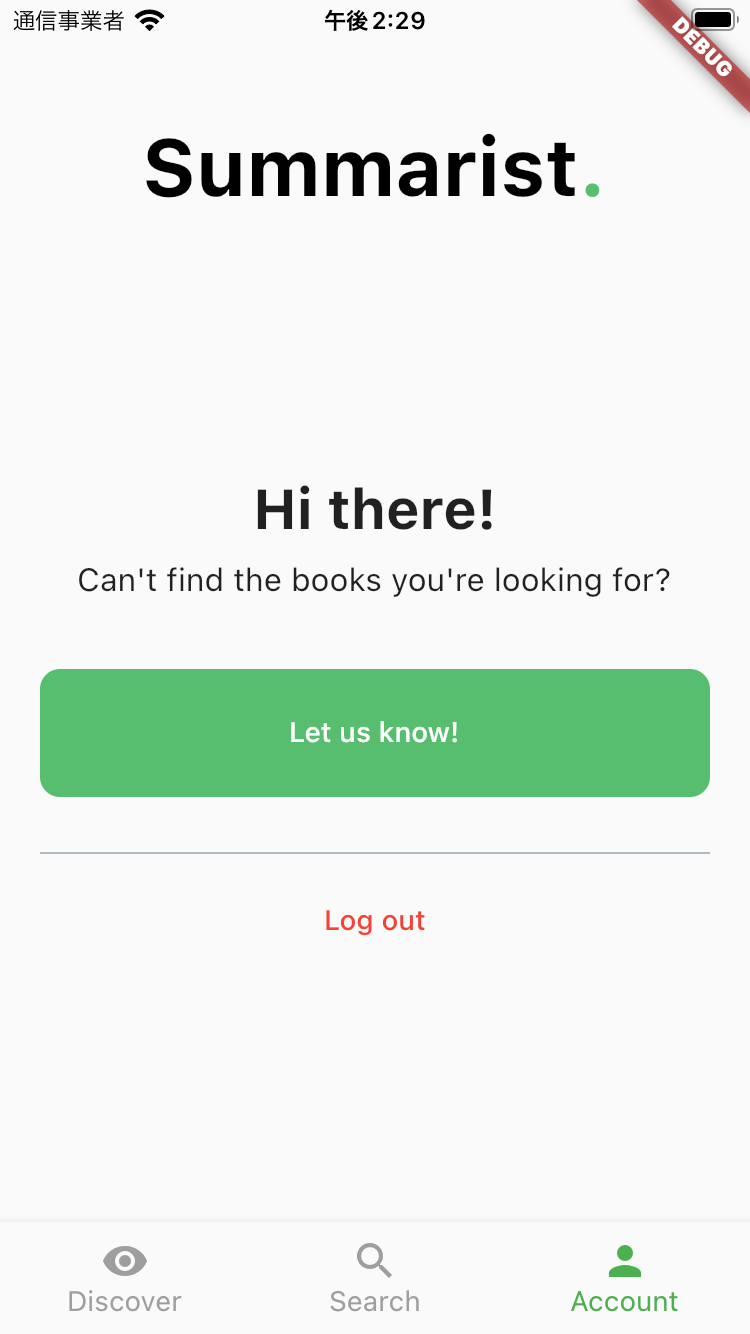 通信事業者 午後2:29
DEBUG
Summarist.
Hi there!
Can't find the books you're looking for?
Let us know!
Log out
Discover Search Account